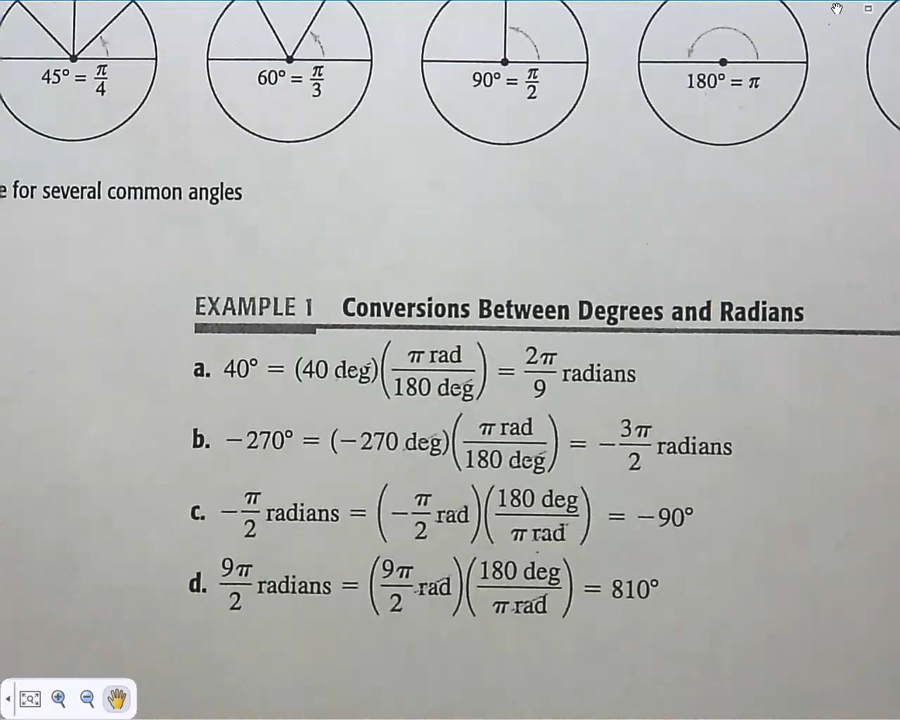 45° = π/4 60° = π/3 90° = π/2 180° = π
e for several common angles
EXAMPLE 1 Conversions Between Degrees and Radians
a. 40° = (40 deg)(π rad/180 deg) = 2π/9 radians
b. −270° = (−270 deg)(π rad/180 deg) = −3π/2 radians
c. −π/2 radians = (−π/2 rad)(180 deg/π rad) = −90°
d. 9π/2 radians = (9π/2 rad)(180 deg/π rad) = 810°